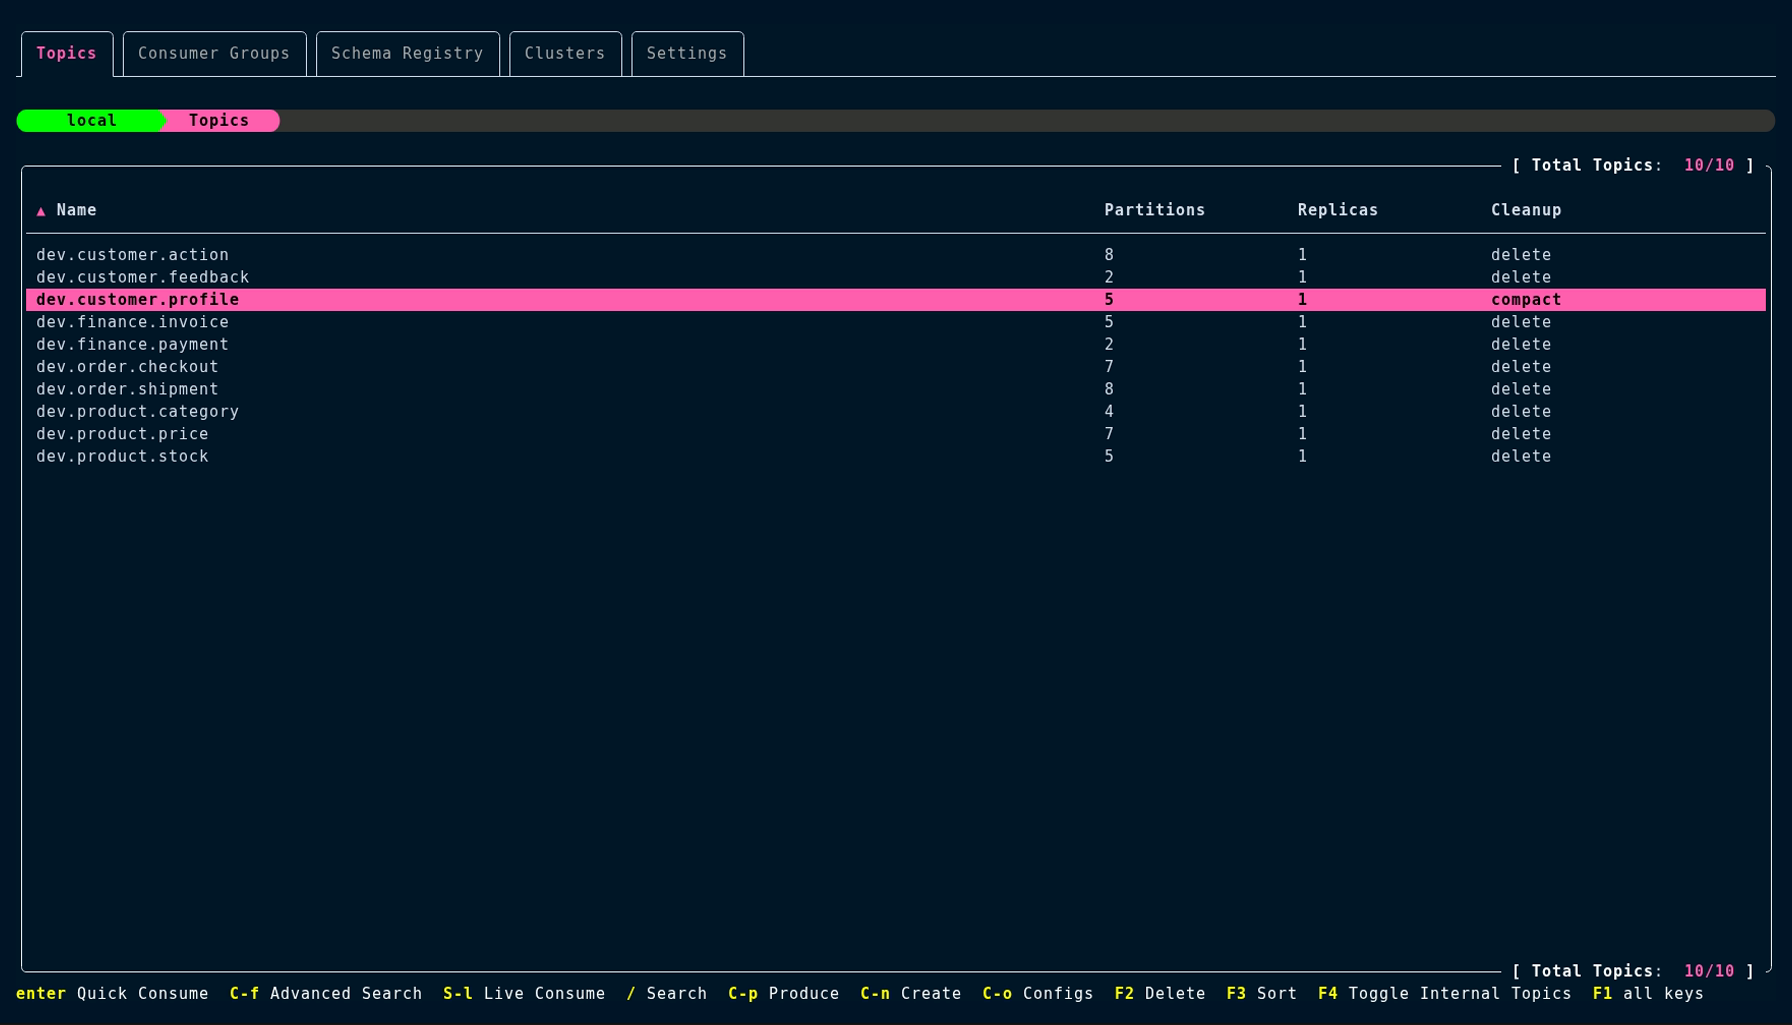 Topics Consumer Groups Schema Registry Clusters Settings
local Topics
[ Total Topics: 10/10 ]
▲ Name Partitions Replicas Cleanup
dev.customer.action 8 1 delete
dev.customer.feedback 2 1 delete
dev.customer.profile 5 1 compact
dev.finance.invoice 5 1 delete
dev.finance.payment 2 1 delete
dev.order.checkout 7 1 delete
dev.order.shipment 8 1 delete
dev.product.category 4 1 delete
dev.product.price 7 1 delete
dev.product.stock 5 1 delete
[ Total Topics: 10/10 ]
enter Quick Consume C-f Advanced Search S-l Live Consume / Search C-p Produce C-n Create C-o Configs F2 Delete F3 Sort F4 Toggle Internal Topics F1 all keys